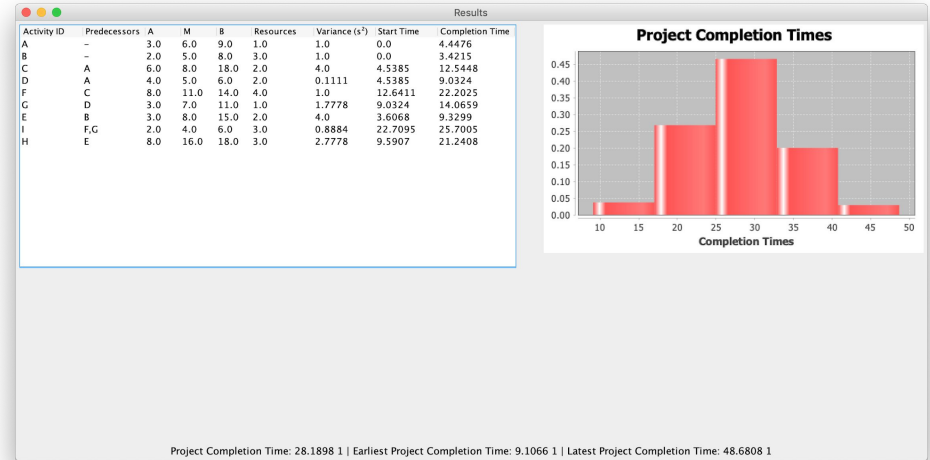 Results
Activity ID Predecessors A M B Resources Variance (s²) Start Time Completion Time
A – 3.0 6.0 9.0 1.0 1.0 0.0 4.4476
B – 2.0 5.0 8.0 3.0 1.0 0.0 3.4215
C A 6.0 8.0 18.0 2.0 4.0 4.5385 12.5448
D A 4.0 5.0 6.0 2.0 0.1111 4.5385 9.0324
F C 8.0 11.0 14.0 4.0 1.0 12.6411 22.2025
G D 3.0 7.0 11.0 1.0 1.7778 9.0324 14.0659
E B 3.0 8.0 15.0 2.0 4.0 3.6068 9.3299
I F,G 2.0 4.0 6.0 3.0 0.8884 22.7095 25.7005
H E 8.0 16.0 18.0 3.0 2.7778 9.5907 21.2408
Project Completion Times
0.45
0.40
0.35
0.30
0.25
0.20
0.15
0.10
0.05
0.00
10 15 20 25 30 35 40 45 50
Completion Times
Project Completion Time: 28.1898 1 | Earliest Project Completion Time: 9.1066 1 | Latest Project Completion Time: 48.6808 1